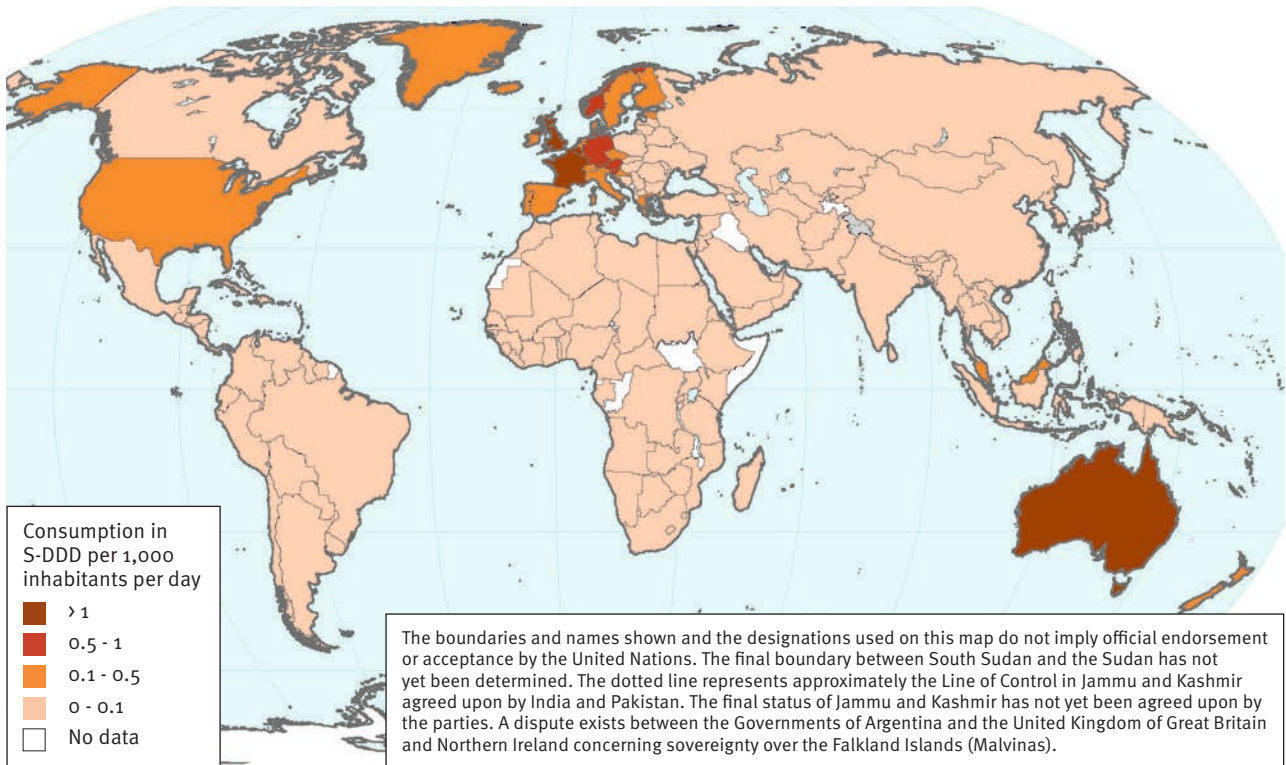 Consumption in
S-DDD per 1,000
inhabitants per day
> 1
0.5 - 1
0.1 - 0.5
0 - 0.1
No data
The boundaries and names shown and the designations used on this map do not imply official endorsement
or acceptance by the United Nations. The final boundary between South Sudan and the Sudan has not
yet been determined. The dotted line represents approximately the Line of Control in Jammu and Kashmir
agreed upon by India and Pakistan. The final status of Jammu and Kashmir has not yet been agreed upon by
the parties. A dispute exists between the Governments of Argentina and the United Kingdom of Great Britain
and Northern Ireland concerning sovereignty over the Falkland Islands (Malvinas).